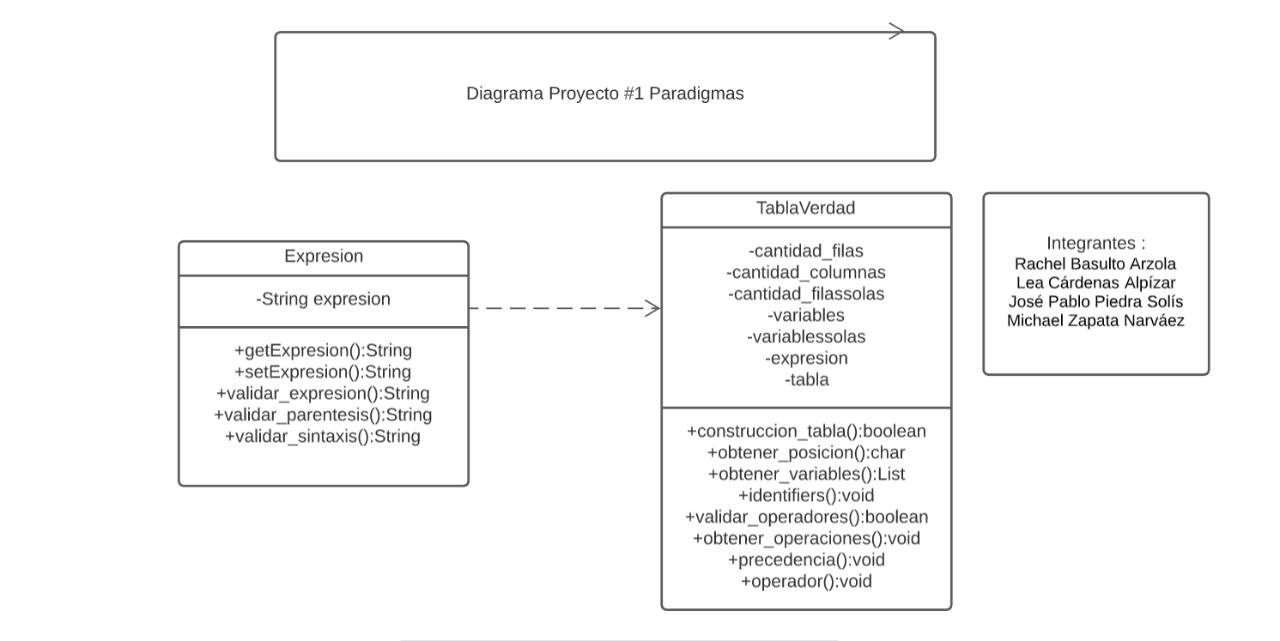 Diagrama Proyecto #1 Paradigmas
Expresion
-String expresion
+getExpresion():String
+setExpresion():String
+validar_expresion():String
+validar_parentesis():String
+validar_sintaxis():String
TablaVerdad
-cantidad_filas
-cantidad_columnas
-cantidad_filassolas
-variables
-variablessolas
-expresion
-tabla
+construccion_tabla():boolean
+obtener_posicion():char
+obtener_variables():List
+identifiers():void
+validar_operadores():boolean
+obtener_operaciones():void
+precedencia():void
+operador():void
Integrantes :
Rachel Basulto Arzola
Lea Cárdenas Alpízar
José Pablo Piedra Solís
Michael Zapata Narváez